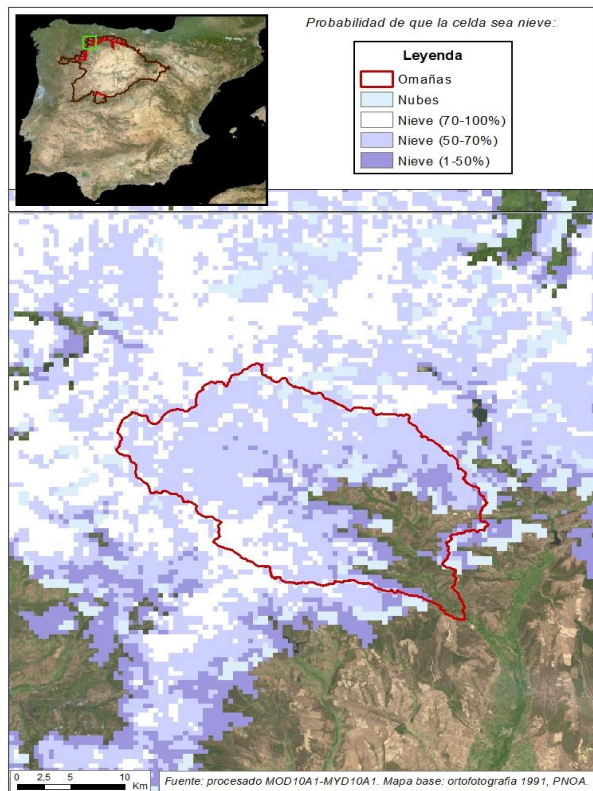 Probabilidad de que la celda sea nieve:
Leyenda
Omañas
Nubes
Nieve (70-100%)
Nieve (50-70%)
Nieve (1-50%)
0 2,5 5 10
Km
Fuente: procesado MOD10A1-MYD10A1. Mapa base: ortofotografia 1991, PNOA.